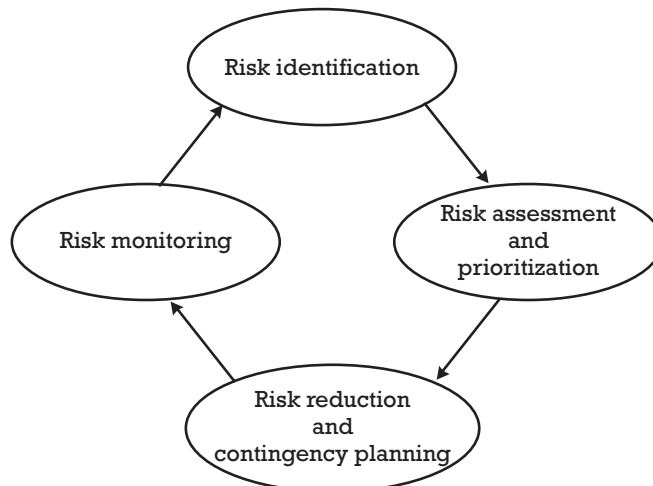 Risk identification
Risk assessment
and
prioritization
Risk monitoring
Risk reduction
and
contingency planning